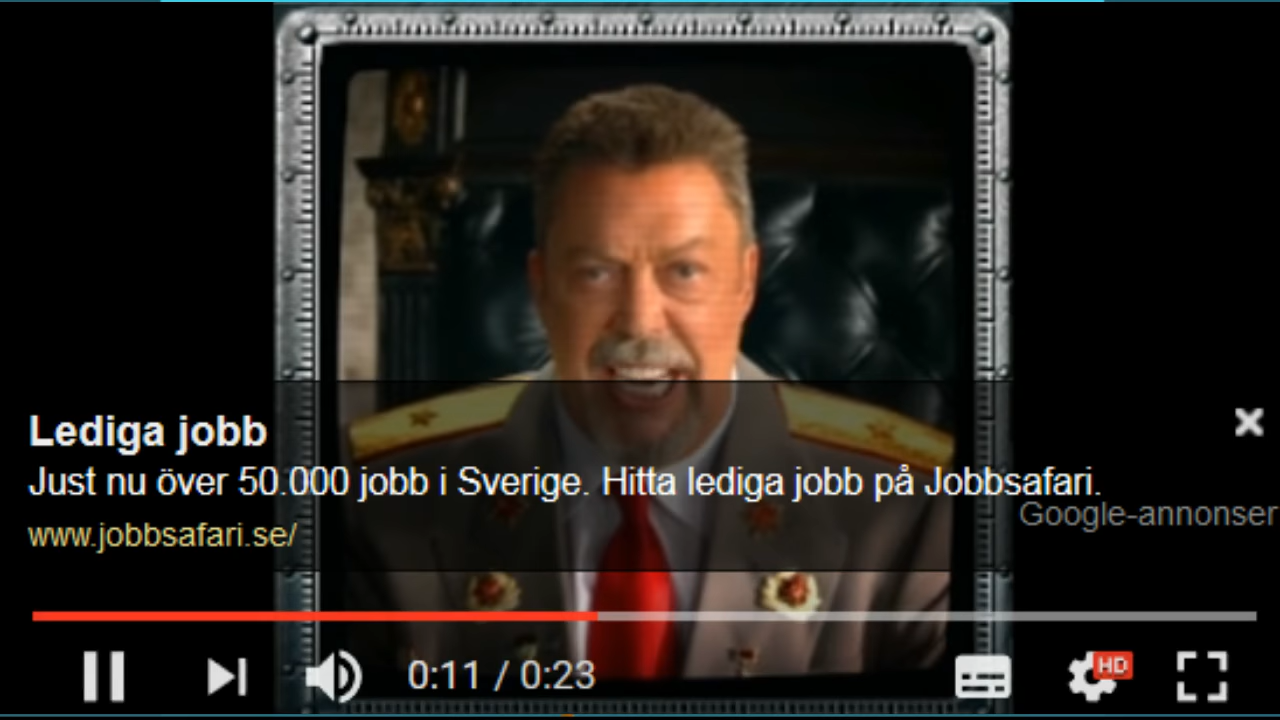 Lediga jobb
Just nu över 50.000 jobb i Sverige. Hitta lediga jobb på Jobbsafari.
Google-annonser
www.jobbsafari.se/
0:11 / 0:23
HD